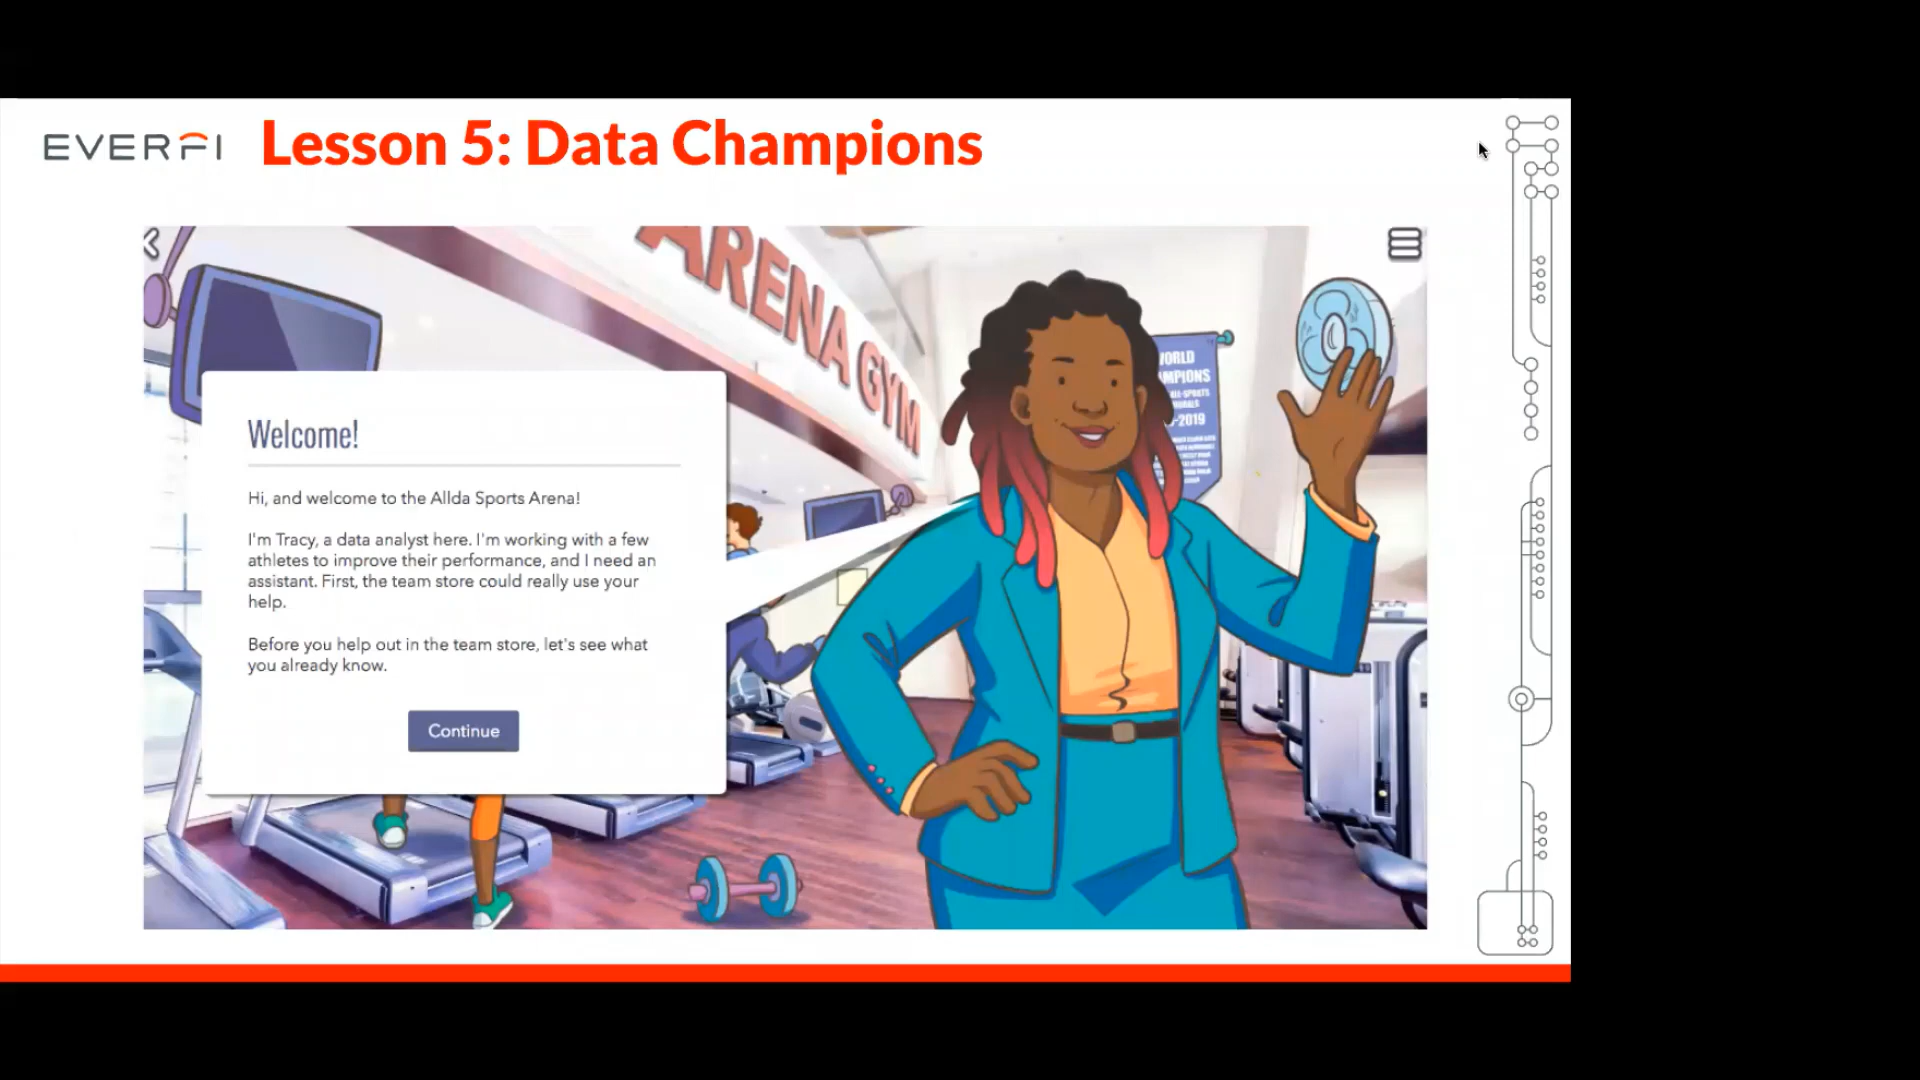 EVERFI
Lesson 5: Data Champions
ARENA GYM
WORLD
CHAMPIONS
ALL-SPORTS
-2019
Welcome!
Hi, and welcome to the Allda Sports Arena!
I'm Tracy, a data analyst here. I'm working with a few
athletes to improve their performance, and I need an
assistant. First, the team store could really use your
help.
Before you help out in the team store, let's see what
you already know.
Continue